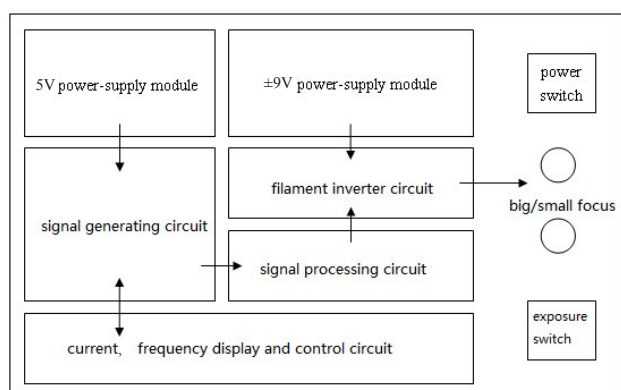 5V power-supply module
±9V power-supply module
power
switch
signal generating circuit
filament inverter circuit
big/small focus
signal processing circuit
exposure
switch
current, frequency display and control circuit